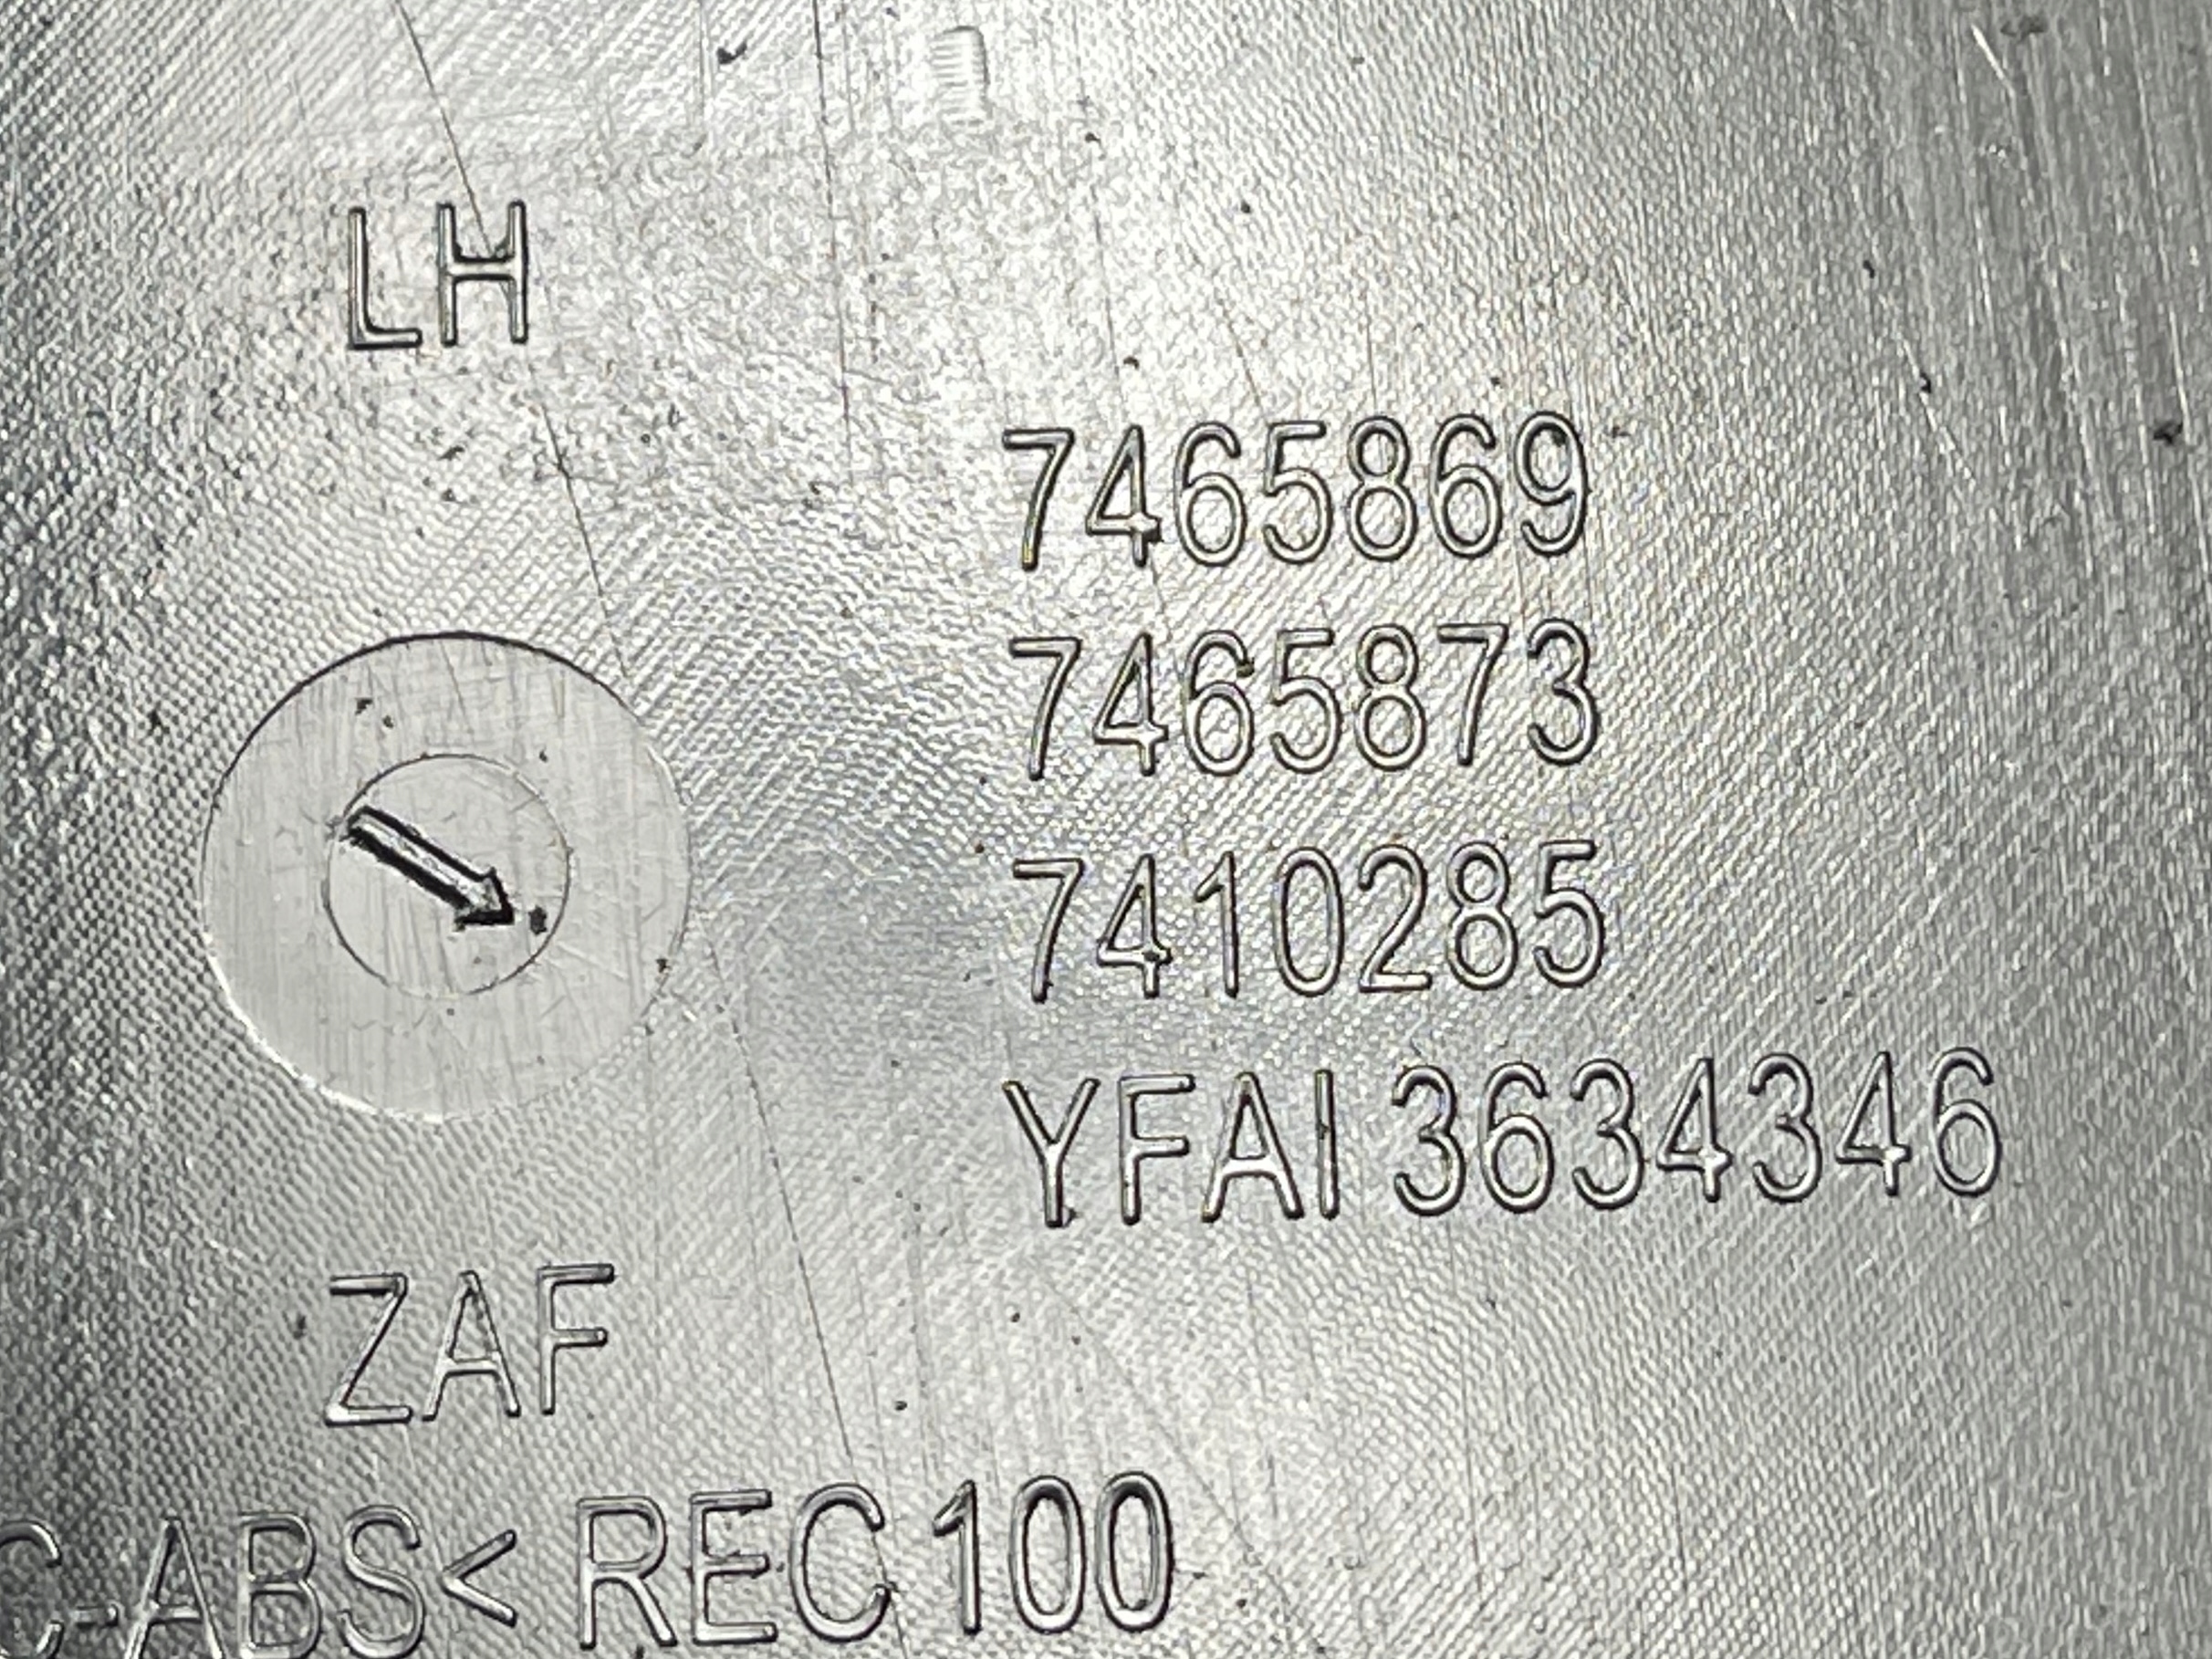 LH
7465869
7465873
7410285
YFAI 3634346
ZAF
C-ABS< REC 100